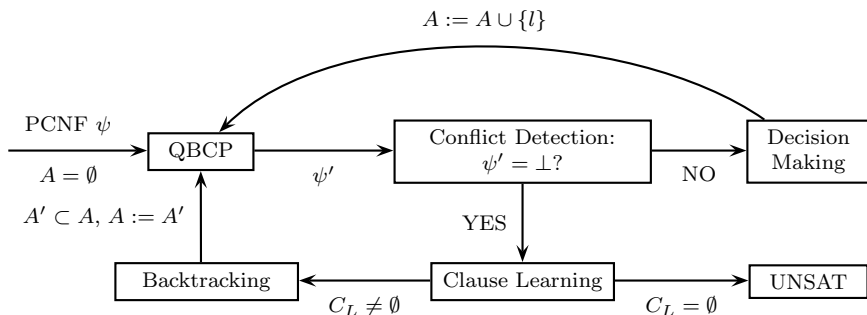 A := A ∪ {l}
PCNF ψ
A = ∅
QBCP
ψ′
Conflict Detection:
ψ′ = ⊥?
NO
Decision
Making
A′ ⊂ A, A := A′
YES
Backtracking
C_L ≠ ∅
Clause Learning
C_L = ∅
UNSAT